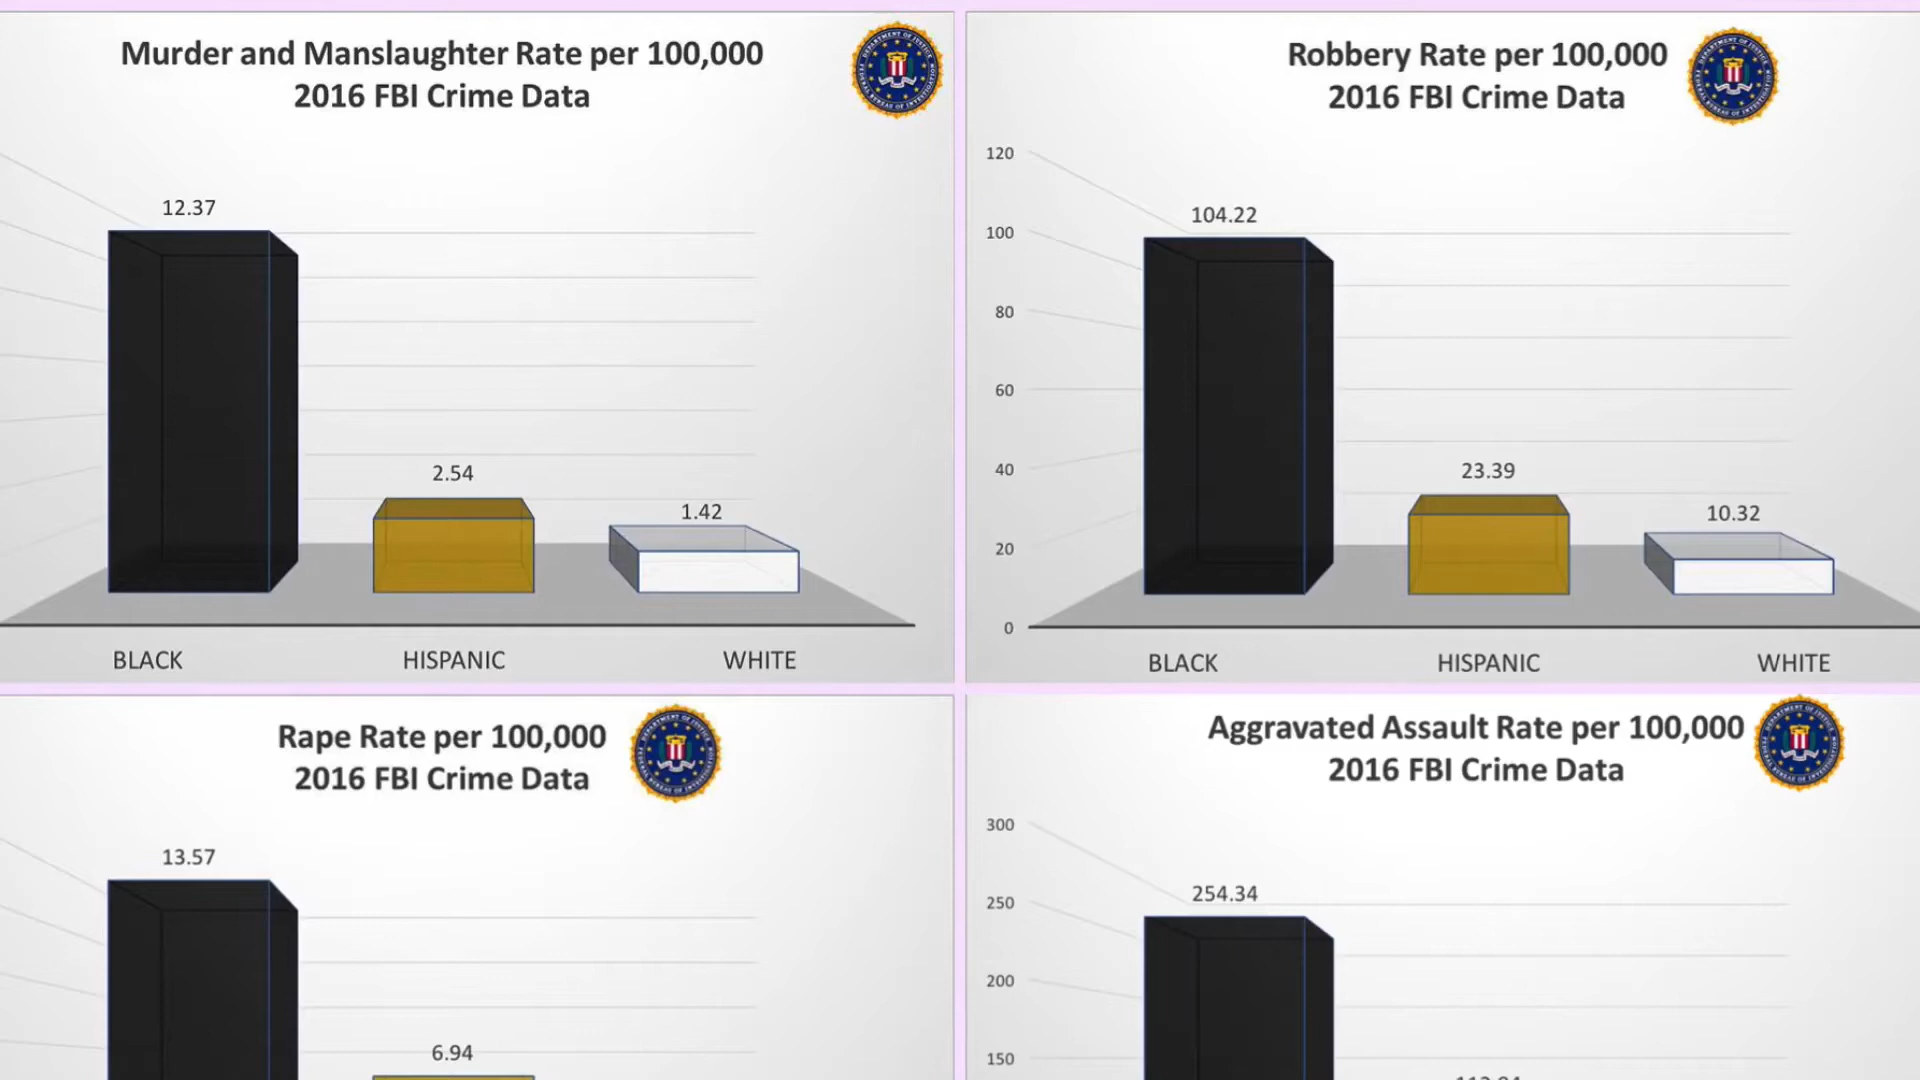 Murder and Manslaughter Rate per 100,000
2016 FBI Crime Data
12.37
2.54
1.42
BLACK
HISPANIC
WHITE
Robbery Rate per 100,000
2016 FBI Crime Data
120
100
80
60
40
20
0
104.22
23.39
10.32
BLACK
HISPANIC
WHITE
Rape Rate per 100,000
2016 FBI Crime Data
13.57
6.94
Aggravated Assault Rate per 100,000
2016 FBI Crime Data
300
250
200
150
254.34